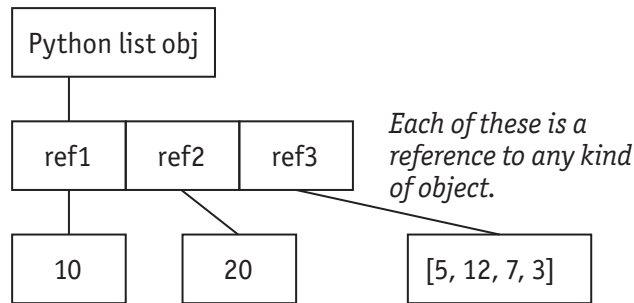 Python list obj
ref1 ref2 ref3
Each of these is a
reference to any kind
of object.
10 20 [5, 12, 7, 3]